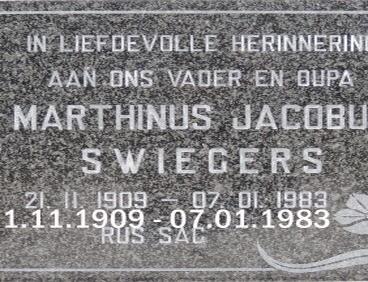 IN LIEFDEVOLLE HERINNERIN
AAN ONS VADER EN OUPA
MARTHINUS JACOBU
SWIEGERS
21. 11. 1909 – 07. 01. 1983
1.11.1909 - 07.01.1983
RUS SAG